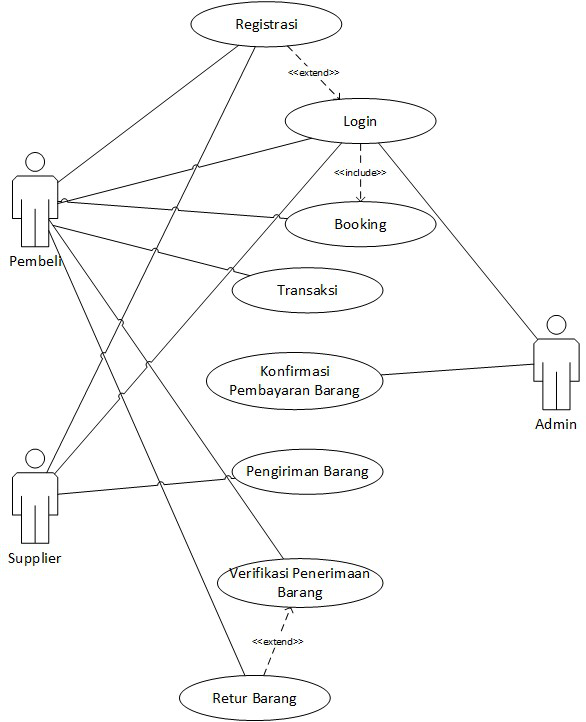 Registrasi
<<extend>>
Login
<<include>>
Booking
Pembeli
Transaksi
Konfirmasi
Pembayaran Barang
Admin
Pengiriman Barang
Supplier
Verifikasi Penerimaan
Barang
<<extend>>
Retur Barang